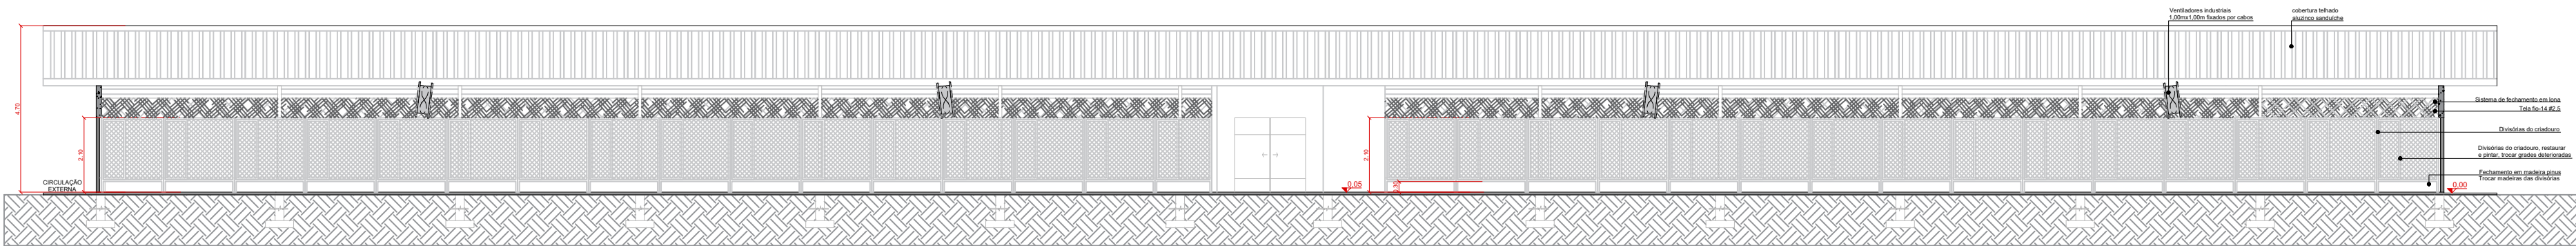 Ventiladores industriais
1,00mx1,00m fixados por cabos
cobertura telhado
aluzinco sanduíche
4.70
2.10
2.10
Sistema de fechamento em lona
Tela fio-14 #2,5
Divisórias do criadouro
Divisórias do criadouro, restaurar
e pintar, trocar grades deterioradas
CIRCULAÇÃO
EXTERNA
0,05
0.30
Fechamento em madeira pinus
Trocar madeiras das divisórias
0,00